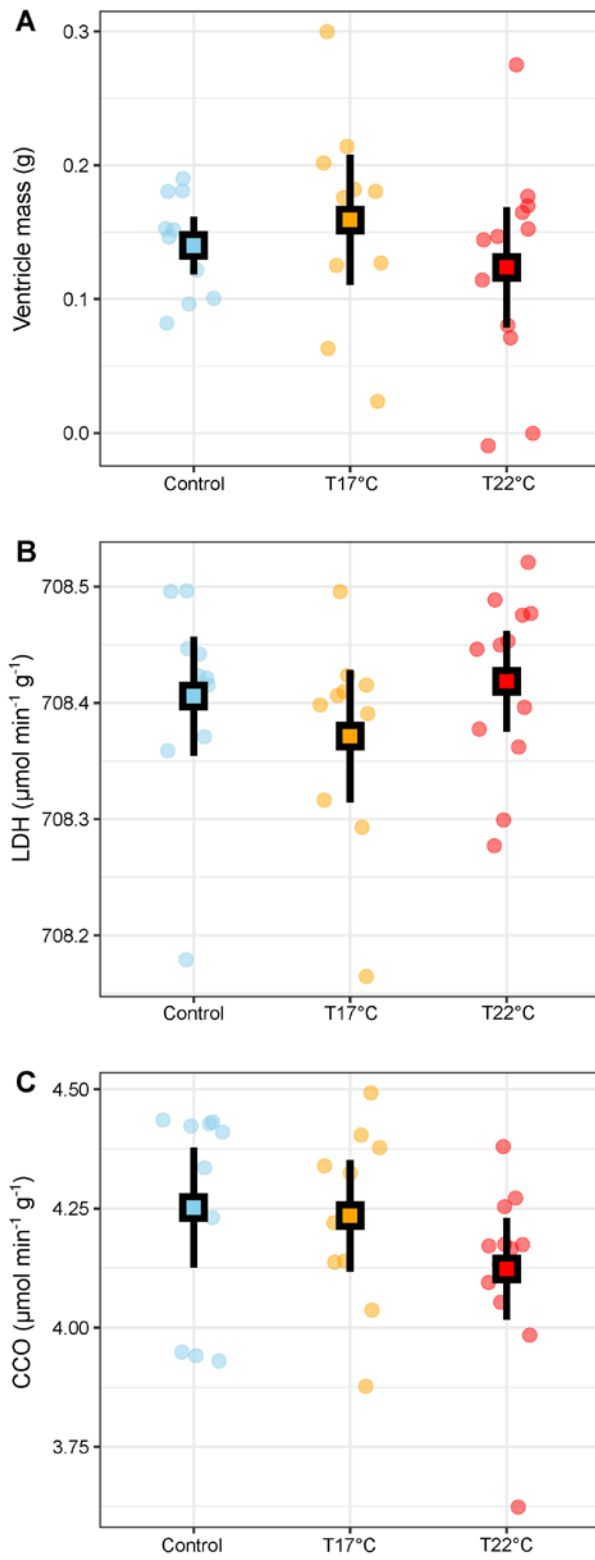 A
Ventricle mass (g)
0.3
0.2
0.1
0.0
Control T17°C T22°C
B
LDH (µmol min⁻¹ g⁻¹)
708.5
708.4
708.3
708.2
Control T17°C T22°C
C
CCO (µmol min⁻¹ g⁻¹)
4.50
4.25
4.00
3.75
Control T17°C T22°C